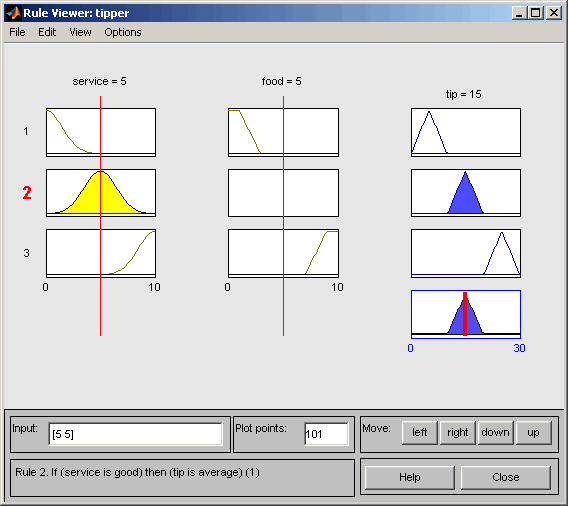 Rule Viewer: tipper
File Edit View Options
service = 5 food = 5 tip = 15
1
2
3
0 10 0 10
0 30
Input: [5 5] Plot points: 101 Move: left right down up
Rule 2. If (service is good) then (tip is average) (1) Help Close